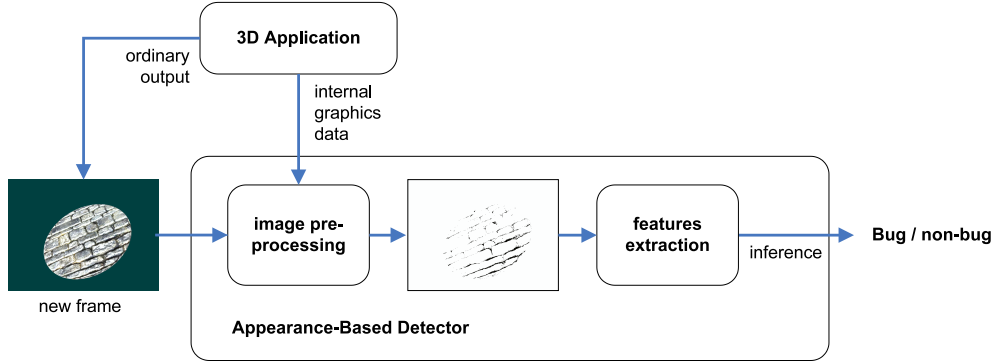 3D Application
ordinary
output
internal
graphics
data
image pre-
processing
features
extraction
inference
Bug / non-bug
new frame
Appearance-Based Detector